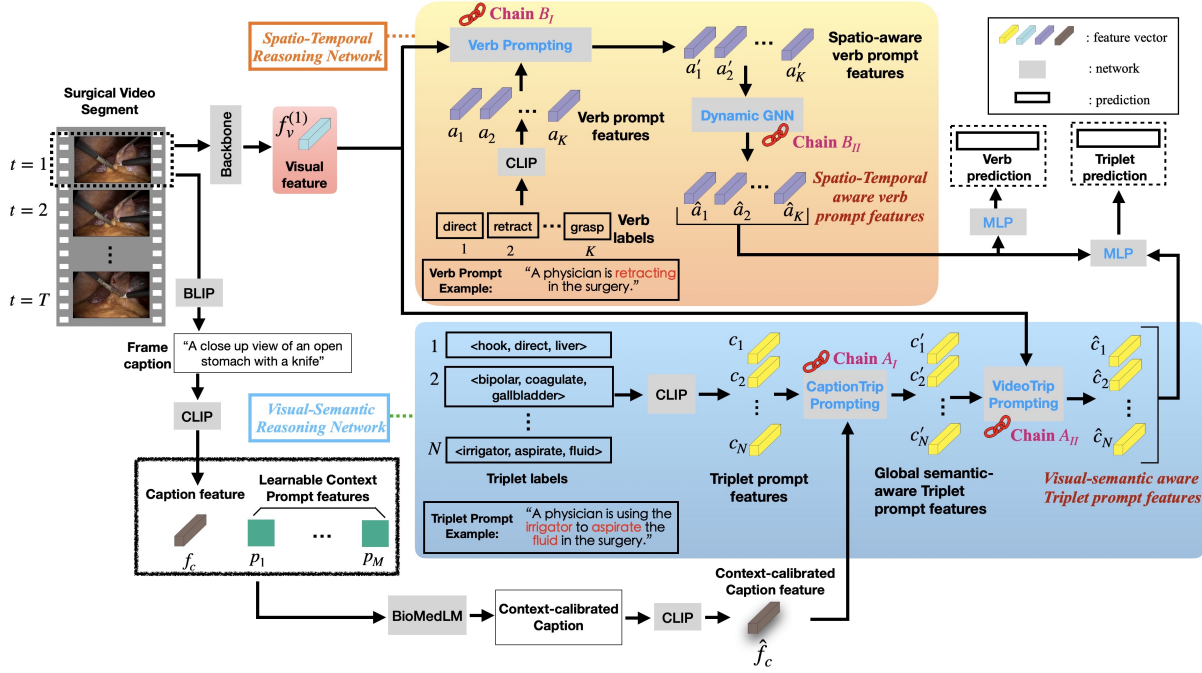 Spatio-Temporal
Reasoning Network
Chain B_I
Verb Prompting
a'_1 a'_2 ... a'_K
Spatio-aware
verb prompt
features
: feature vector
: network
: prediction
Surgical Video
Segment
t = 1
t = 2
⋮
t = T
Backbone
f_v^{(1)}
Visual
feature
a_1 a_2 ... a_K
Verb prompt
features
CLIP
direct retract ... grasp
1 2 K
Verb
labels
Verb Prompt
Example:
“A physician is retracting
in the surgery.”
Dynamic GNN
Chain B_{II}
â_1 â_2 ... â_K
Spatio-Temporal
aware verb
prompt features
Verb
prediction
Triplet
prediction
MLP
MLP
BLIP
Frame
caption
“A close up view of an open
stomach with a knife”
CLIP
Visual-Semantic
Reasoning Network
1
<hook, direct, liver>
2
<bipolar, coagulate,
gallbladder>
⋮
N
<irrigator, aspirate, fluid>
Triplet labels
CLIP
c_1
c_2
⋮
c_N
Triplet prompt
features
Chain A_I
CaptionTrip
Prompting
c'_1
c'_2
⋮
c'_N
Global semantic-
aware Triplet
prompt features
VideoTrip
Prompting
Chain A_{II}
ĉ_1
ĉ_2
⋮
ĉ_N
Visual-semantic aware
Triplet prompt features
Triplet Prompt
Example:
“A physician is using the
irrigator to aspirate the
fluid in the surgery.”
Caption feature
Learnable Context
Prompt features
f_c
p_1 ... p_M
BioMedLM
Context-calibrated
Caption
CLIP
Context-calibrated
Caption feature
f̂_c